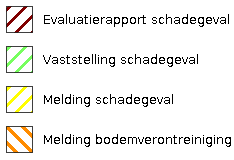 Evaluatierapport schadegeval
Vaststelling schadegeval
Melding schadegeval
Melding bodemverontreiniging